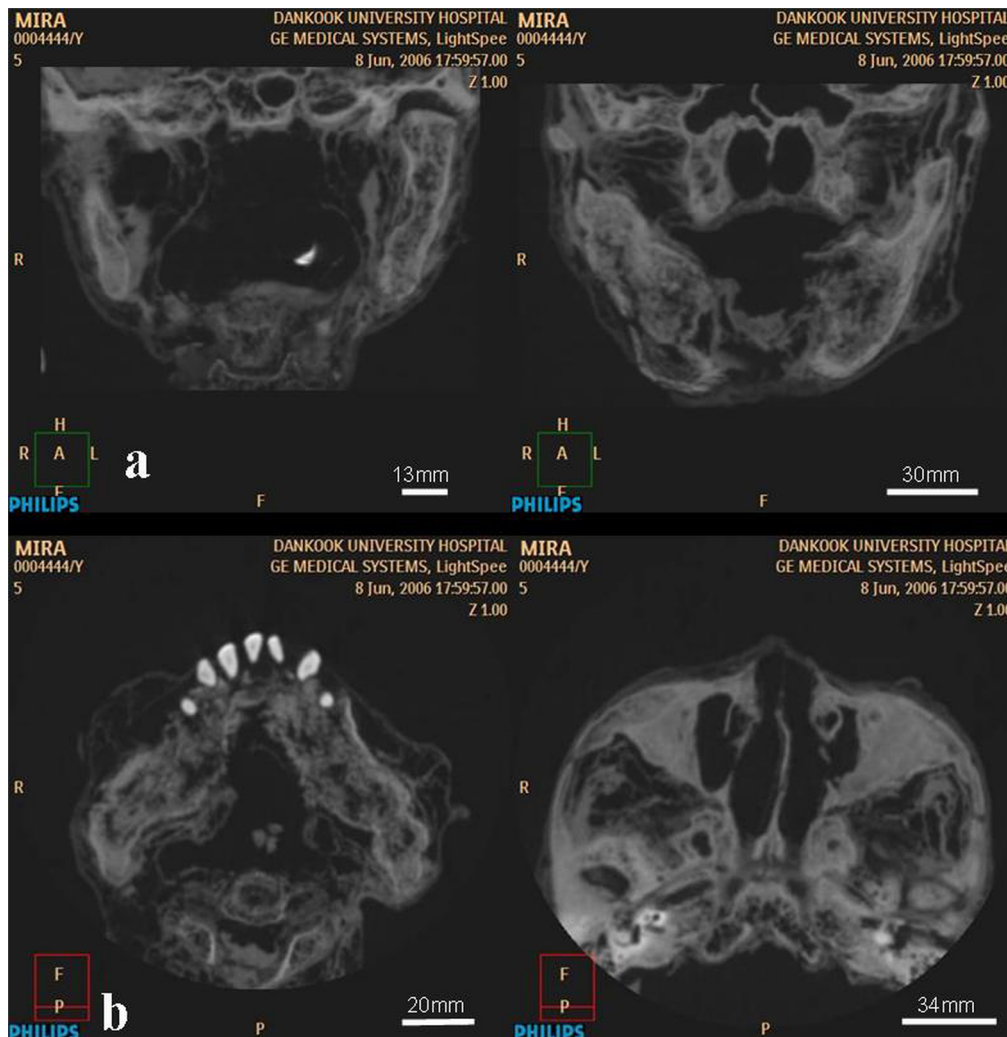 MIRA
0004444/Y
5
DANKOOK UNIVERSITY HOSPITAL
GE MEDICAL SYSTEMS, LightSpee
8 Jun, 2006 17:59:57.00
Z 1.00
R
H
R A L
F
PHILIPS
a
F
13mm
MIRA
0004444/Y
5
DANKOOK UNIVERSITY HOSPITAL
GE MEDICAL SYSTEMS, LightSpee
8 Jun, 2006 17:59:57.00
Z 1.00
R
H
R A L
F
PHILIPS
F
30mm
MIRA
0004444/Y
5
DANKOOK UNIVERSITY HOSPITAL
GE MEDICAL SYSTEMS, LightSpee
8 Jun, 2006 17:59:57.00
Z 1.00
R
F
P
PHILIPS
b
P
20mm
MIRA
0004444/Y
5
DANKOOK UNIVERSITY HOSPITAL
GE MEDICAL SYSTEMS, LightSpee
8 Jun, 2006 17:59:57.00
Z 1.00
R
F
P
PHILIPS
P
34mm